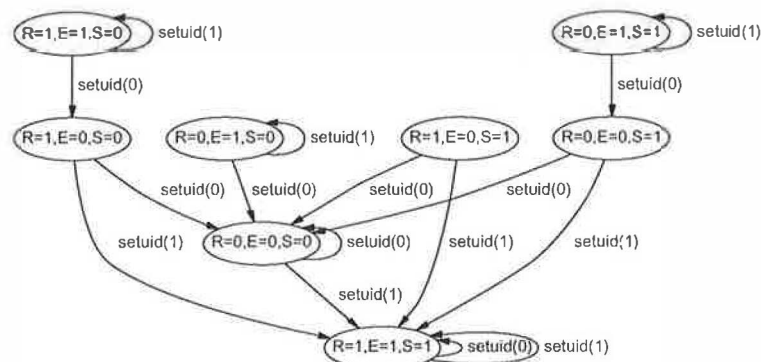 R=1,E=1,S=0
setuid(1)
R=0,E=1,S=1
setuid(1)
setuid(0)
setuid(0)
R=1,E=0,S=0
R=0,E=1,S=0
setuid(1)
R=1,E=0,S=1
R=0,E=0,S=1
setuid(0)
setuid(0)
setuid(0)
setuid(0)
setuid(1)
R=0,E=0,S=0
setuid(0)
setuid(1)
setuid(1)
setuid(1)
R=1,E=1,S=1
setuid(0)
setuid(1)